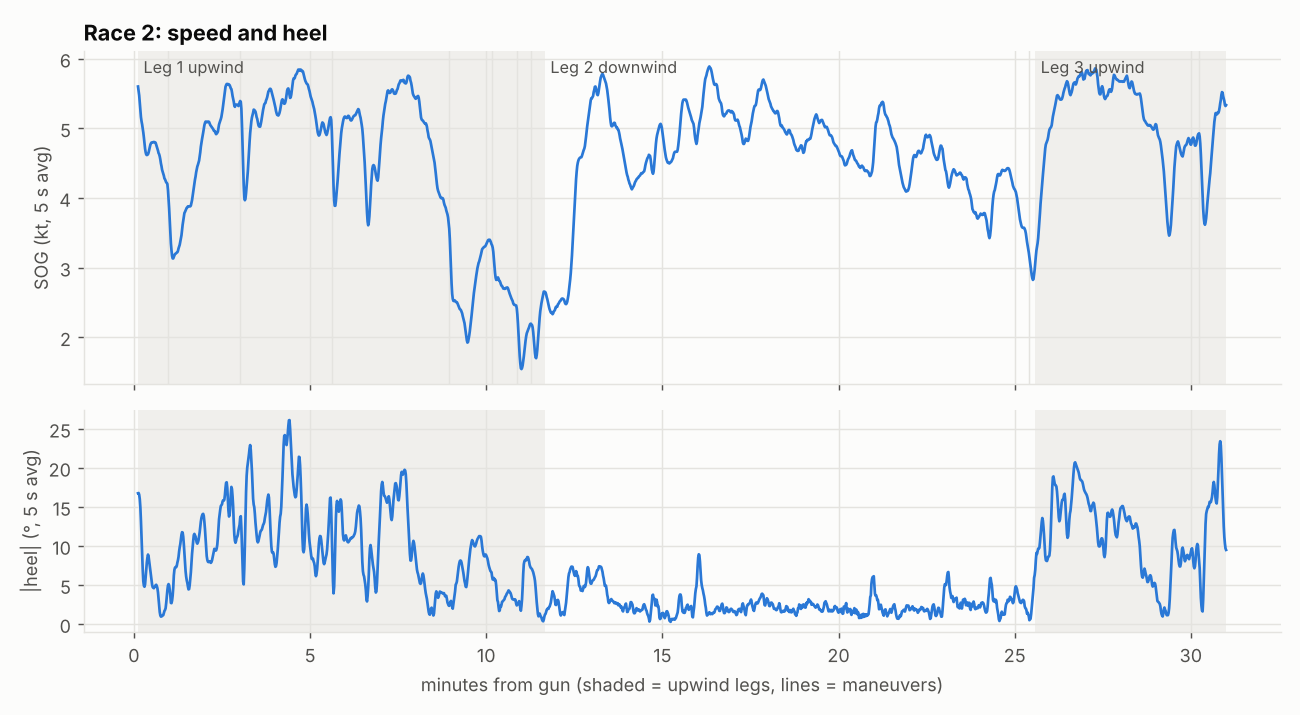 Race 2: speed and heel
Leg 1 upwind
Leg 2 downwind
Leg 3 upwind
SOG (kt, 5 s avg)
6
5
4
3
2
|heel| (°, 5 s avg)
25
20
15
10
5
0
0 5 10 15 20 25 30
minutes from gun (shaded = upwind legs, lines = maneuvers)